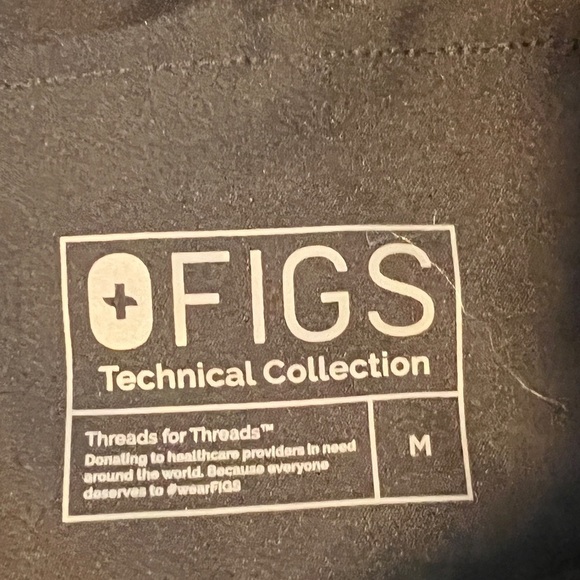 FIGS
Technical Collection
Threads for Threads™
Donating to healthcare providers in need
around the world. Because everyone
deserves to #wearFIGS
M